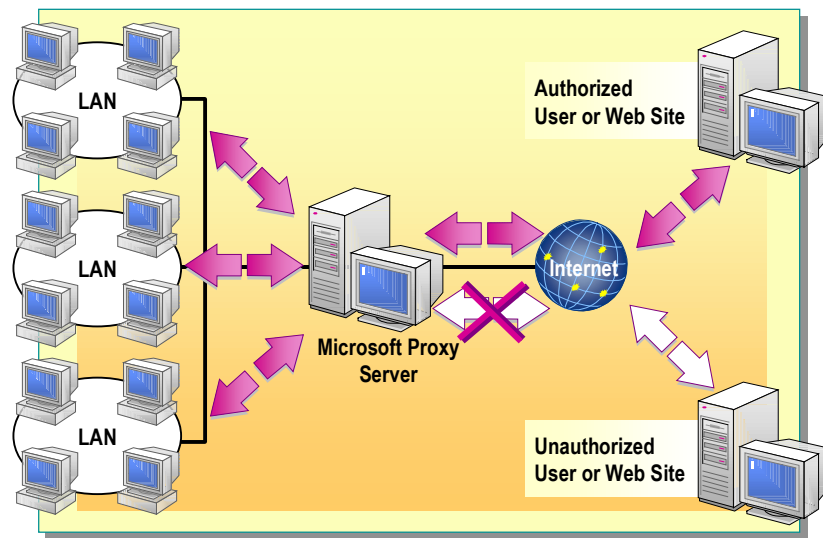 LAN
Authorized
User or Web Site
LAN
Internet
Microsoft Proxy
Server
LAN
Unauthorized
User or Web Site